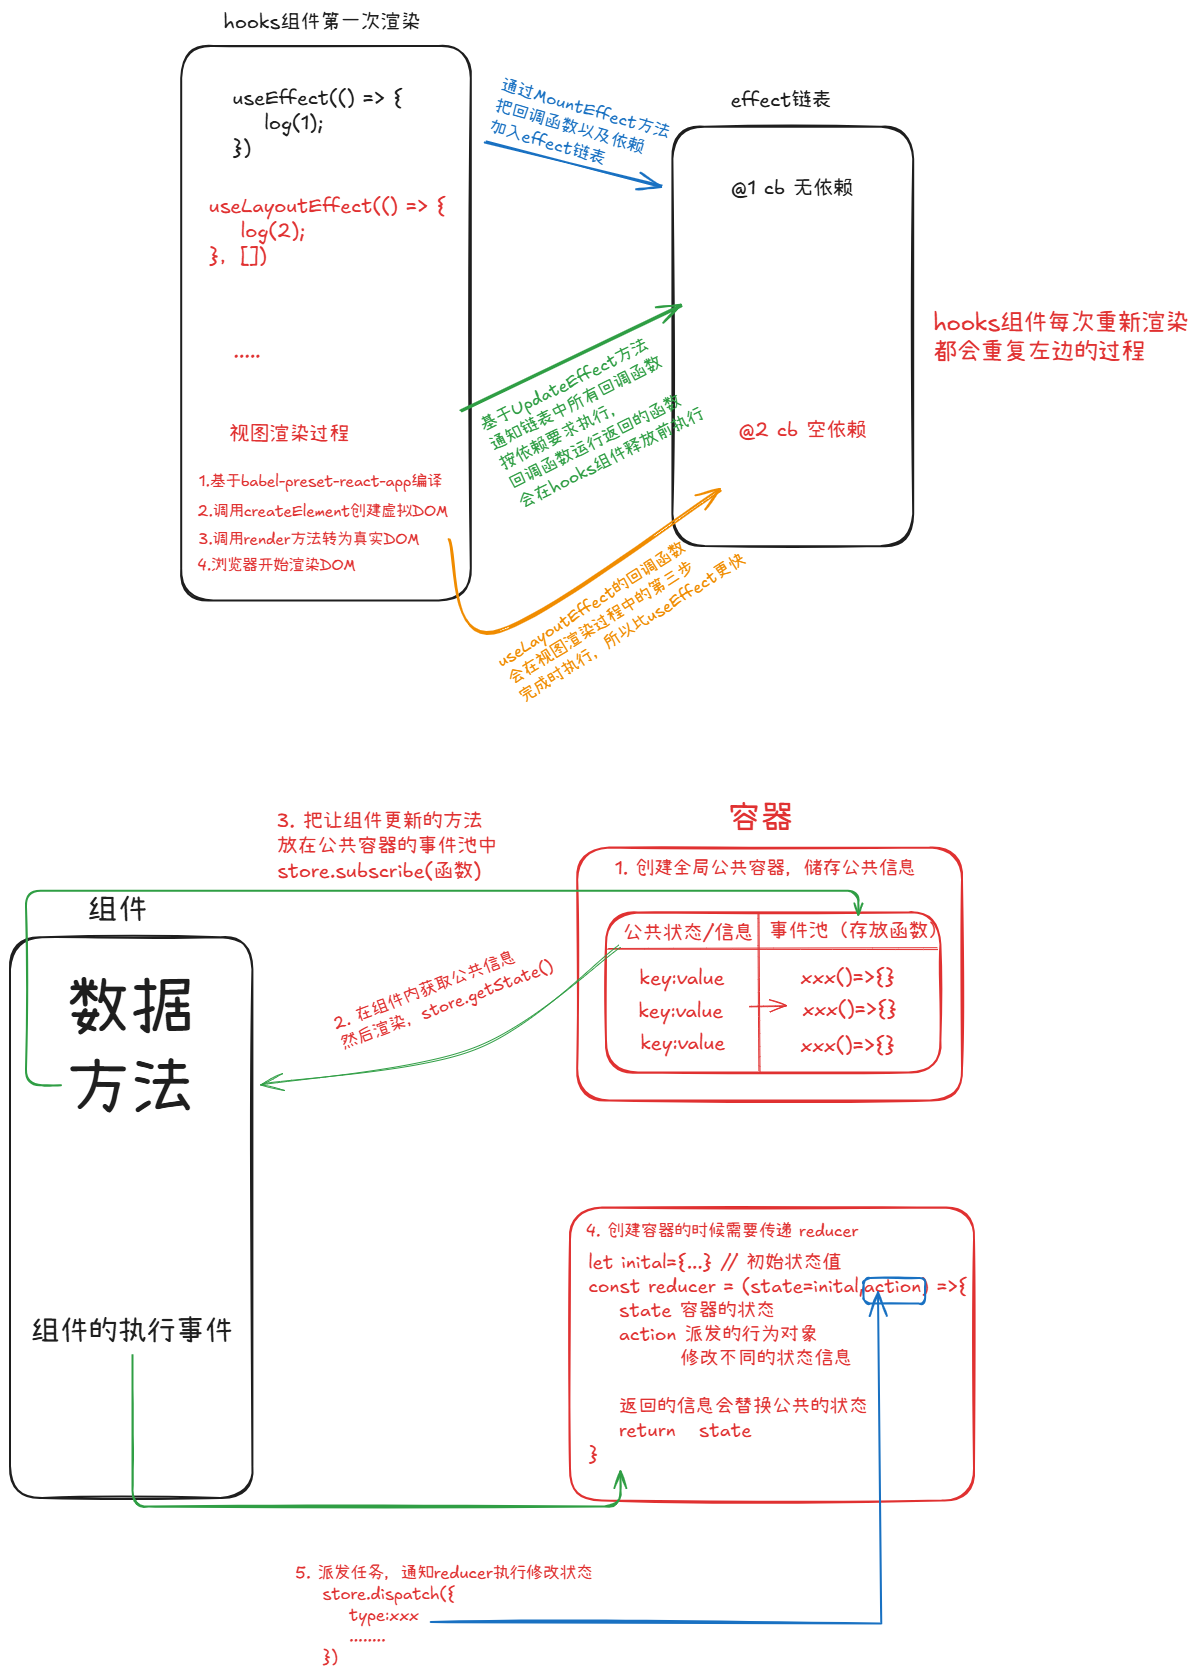 hooks组件第一次渲染
useEffect(() => {
log(1);
})
useLayoutEffect(() => {
log(2);
}, [])
.....
视图渲染过程
1.基于babel-preset-react-app编译
2.调用createElement创建虚拟DOM
3.调用render方法转为真实DOM
4.浏览器开始渲染DOM
通过MountEffect方法
把回调函数以及依赖
加入effect链表
effect链表
@1 cb 无依赖
@2 cb 空依赖
基于UpdateEffect方法
通知链表中所有回调函数
按依赖要求执行,
回调函数运行返回的函数
会在hooks组件释放前执行
useLayoutEffect的回调函数
会在视图渲染过程中的第三步
完成时执行, 所以比useEffect更快
hooks组件每次重新渲染
都会重复左边的过程
3. 把让组件更新的方法
放在公共容器的事件池中
store.subscribe(函数)
组件
数据
方法
组件的执行事件
2. 在组件内获取公共信息
然后渲染, store.getState()
容器
1. 创建全局公共容器, 储存公共信息
公共状态/信息 事件池 (存放函数)
key:value xxx()=>{}
key:value xxx()=>{}
key:value xxx()=>{}
4. 创建容器的时候需要传递 reducer
let inital={...} // 初始状态值
const reducer = (state=inital,action) =>{
state 容器的状态
action 派发的行为对象
修改不同的状态信息
返回的信息会替换公共的状态
return state
}
5. 派发任务, 通知reducer执行修改状态
store.dispatch({
type:xxx
........
})